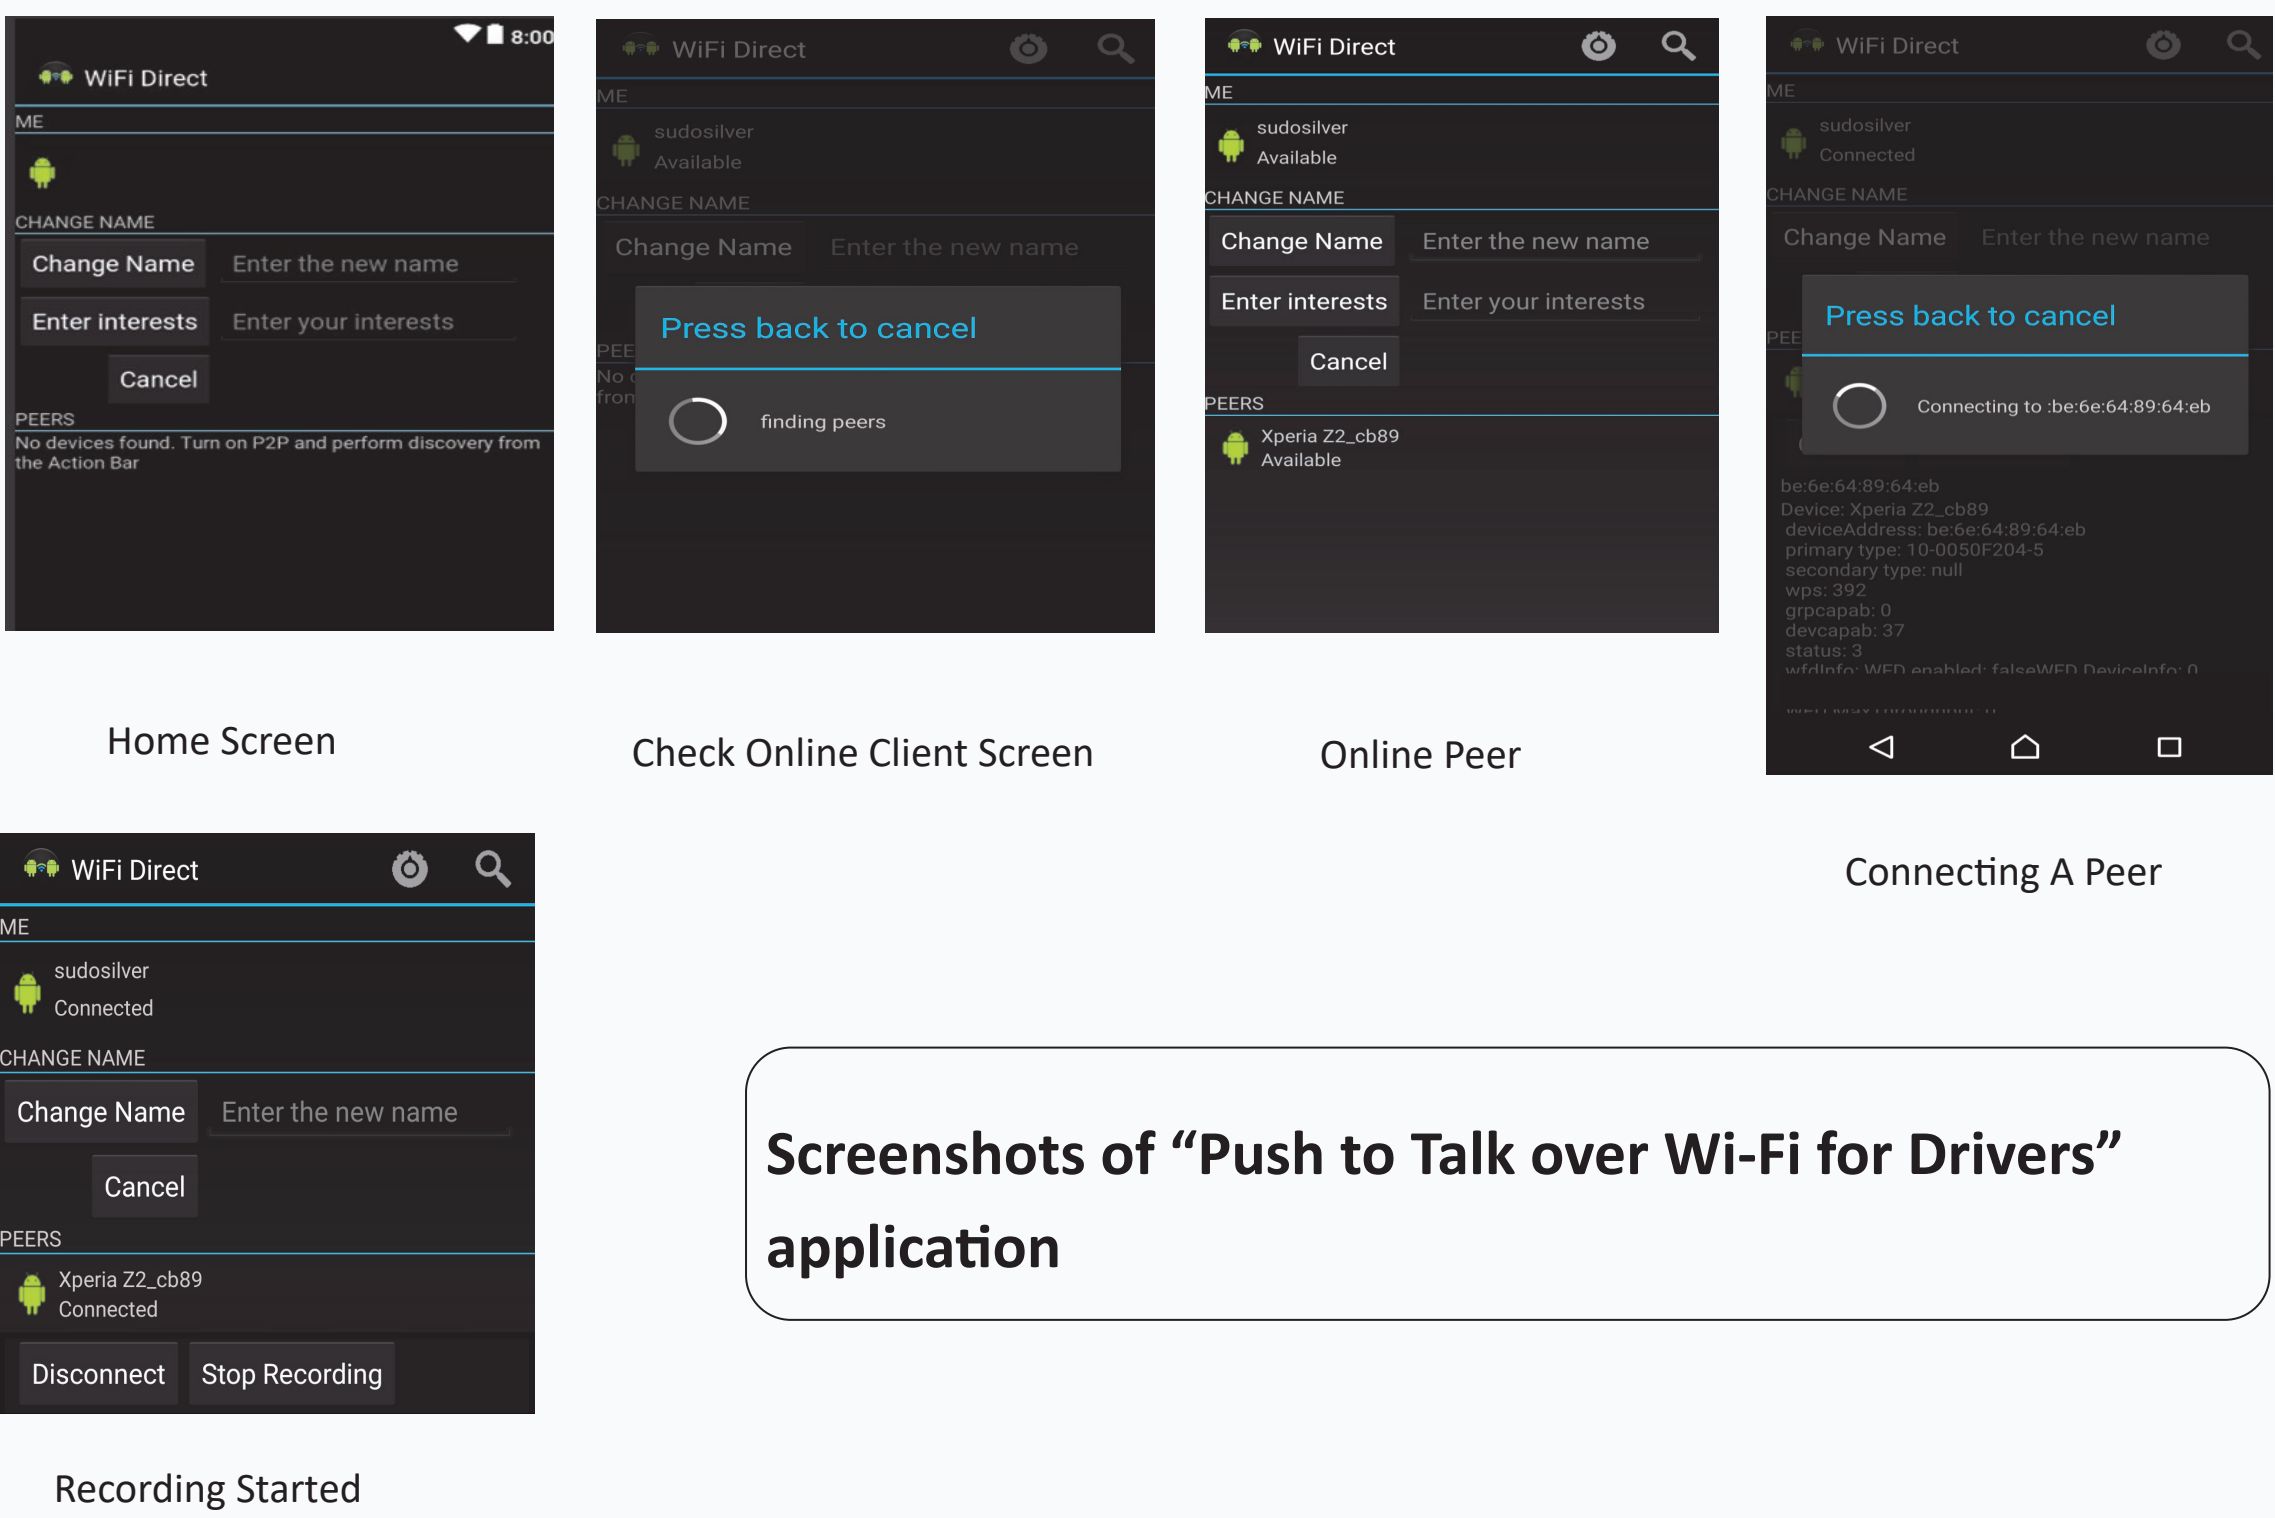 8:00
WiFi Direct
ME
CHANGE NAME
Change Name Enter the new name
Enter interests Enter your interests
Cancel
PEERS
No devices found. Turn on P2P and perform discovery from
the Action Bar
Home Screen
WiFi Direct
ME
sudosilver
Available
CHANGE NAME
Change Name Enter the new name
Press back to cancel
finding peers
Check Online Client Screen
WiFi Direct
ME
sudosilver
Available
CHANGE NAME
Change Name Enter the new name
Enter interests Enter your interests
Cancel
PEERS
Xperia Z2_cb89
Available
Online Peer
WiFi Direct
ME
sudosilver
Connected
CHANGE NAME
Change Name Enter the new name
Press back to cancel
Connecting to :be:6e:64:89:64:eb
be:6e:64:89:64:eb
Device: Xperia Z2_cb89
deviceAddress: be:6e:64:89:64:eb
primary type: 10-0050F204-5
secondary type: null
wps: 392
grpcapab: 0
devcapab: 37
status: 3
wfdInfo: WFD enabled: falseWFD DeviceInfo: 0
Connecting A Peer
WiFi Direct
ME
sudosilver
Connected
CHANGE NAME
Change Name Enter the new name
Cancel
PEERS
Xperia Z2_cb89
Connected
Disconnect Stop Recording
Recording Started
Screenshots of “Push to Talk over Wi-Fi for Drivers”
application